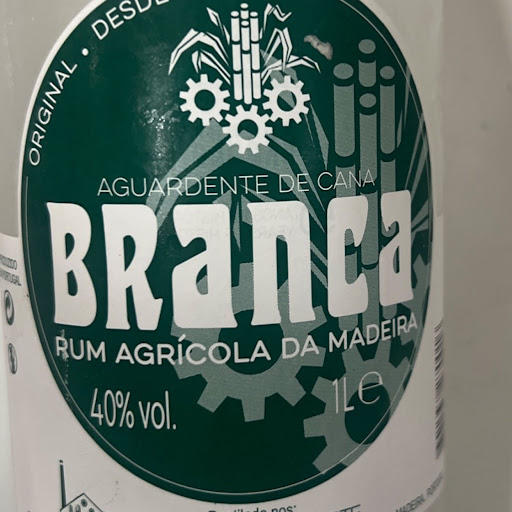 ORIGINAL · DESDE
AGUARDENTE DE CANA
BRanca
RUM AGRÍCOLA DA MADEIRA
40% vol.
1L e